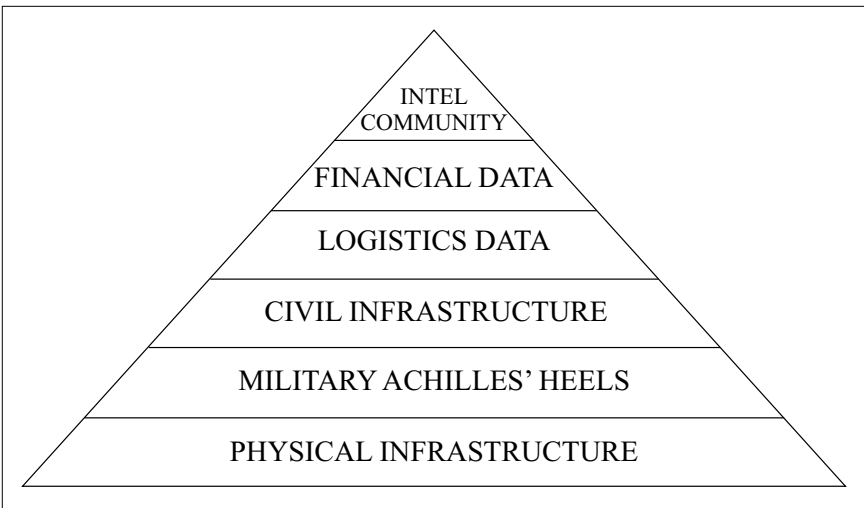 INTEL
COMMUNITY
FINANCIAL DATA
LOGISTICS DATA
CIVIL INFRASTRUCTURE
MILITARY ACHILLES’ HEELS
PHYSICAL INFRASTRUCTURE